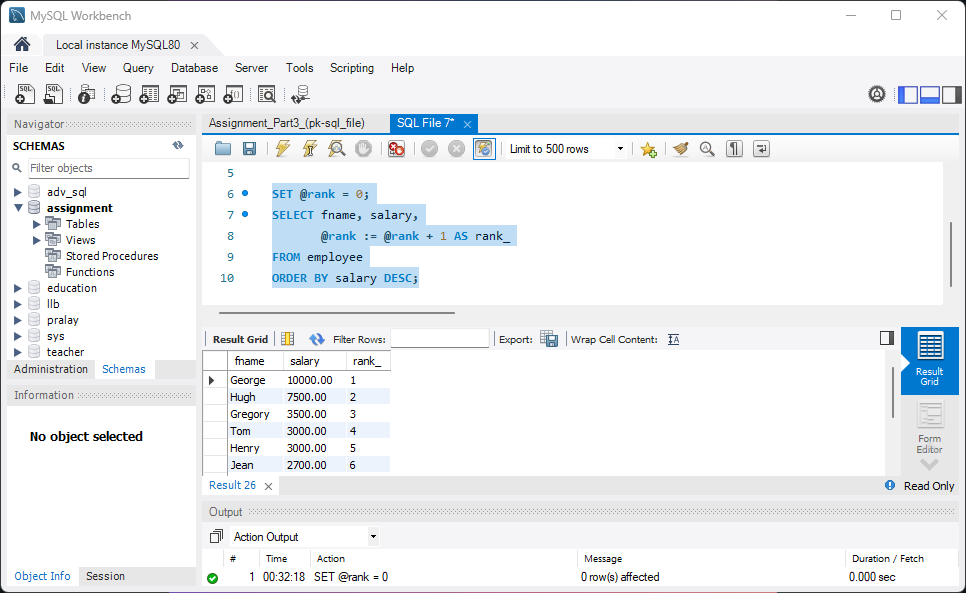 MySQL Workbench
Local instance MySQL80
File Edit View Query Database Server Tools Scripting Help
Navigator
SCHEMAS
Filter objects
adv_sql
assignment
Tables
Views
Stored Procedures
Functions
education
llb
pralay
sys
teacher
Administration Schemas
Information
No object selected
Object Info Session
Assignment_Part3_(pk-sql_file) SQL File 7*
Limit to 500 rows
5
6 SET @rank = 0;
7 SELECT fname, salary,
8 @rank := @rank + 1 AS rank_
9 FROM employee
10 ORDER BY salary DESC;
Result Grid Filter Rows: Export: Wrap Cell Content:
fname salary rank_
George 10000.00 1
Hugh 7500.00 2
Gregory 3500.00 3
Tom 3000.00 4
Henry 3000.00 5
Jean 2700.00 6
Result
Grid
Form
Editor
Result 26
Read Only
Output
Action Output
# Time Action Message Duration / Fetch
1 00:32:18 SET @rank = 0 0 row(s) affected 0.000 sec